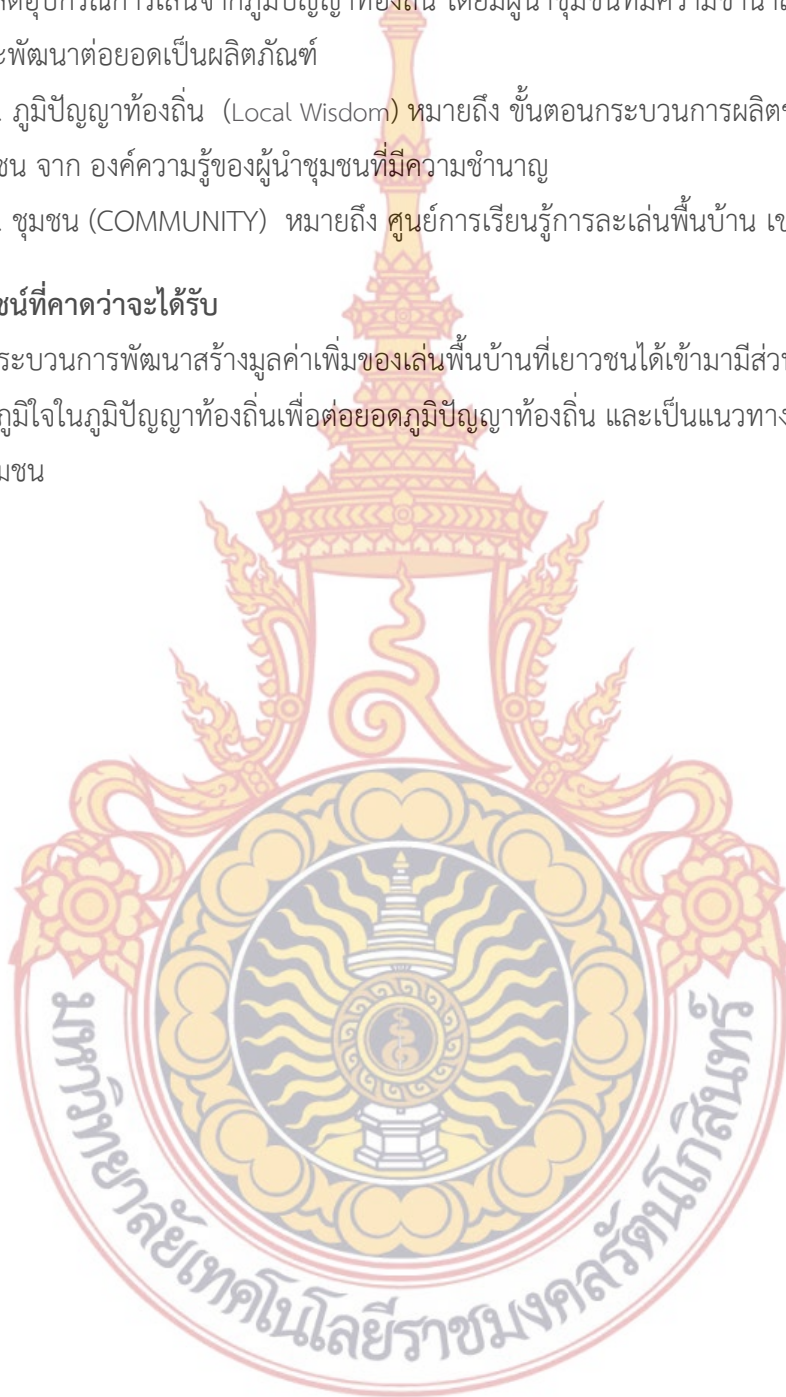 ะพัฒนาต่อยอดเป็นผลิตภัณฑ์
. ภูมิปัญญาท้องถิ่น (Local Wisdom) หมายถึง ขั้นตอนกระบวนการผลิต
ชน จาก องค์ความรู้ของผู้นำชุมชนที่มีความชำนาญ
. ชุมชน (COMMUNITY) หมายถึง ศูนย์การเรียนรู้การละเล่นพื้นบ้าน เข
ชน์ที่คาดว่าจะได้รับ
ระบวนการพัฒนาสร้างมูลค่าเพิ่มของเล่นพื้นบ้านที่เยาวชนได้เข้ามามีส่วน
ภูมิใจในภูมิปัญญาท้องถิ่นเพื่อต่อยอดภูมิปัญญาท้องถิ่น และเป็นแนวทาง
มชน
มหาวิทยาลัยเทคโนโลยีราชมงคลรัตนโกสินทร์